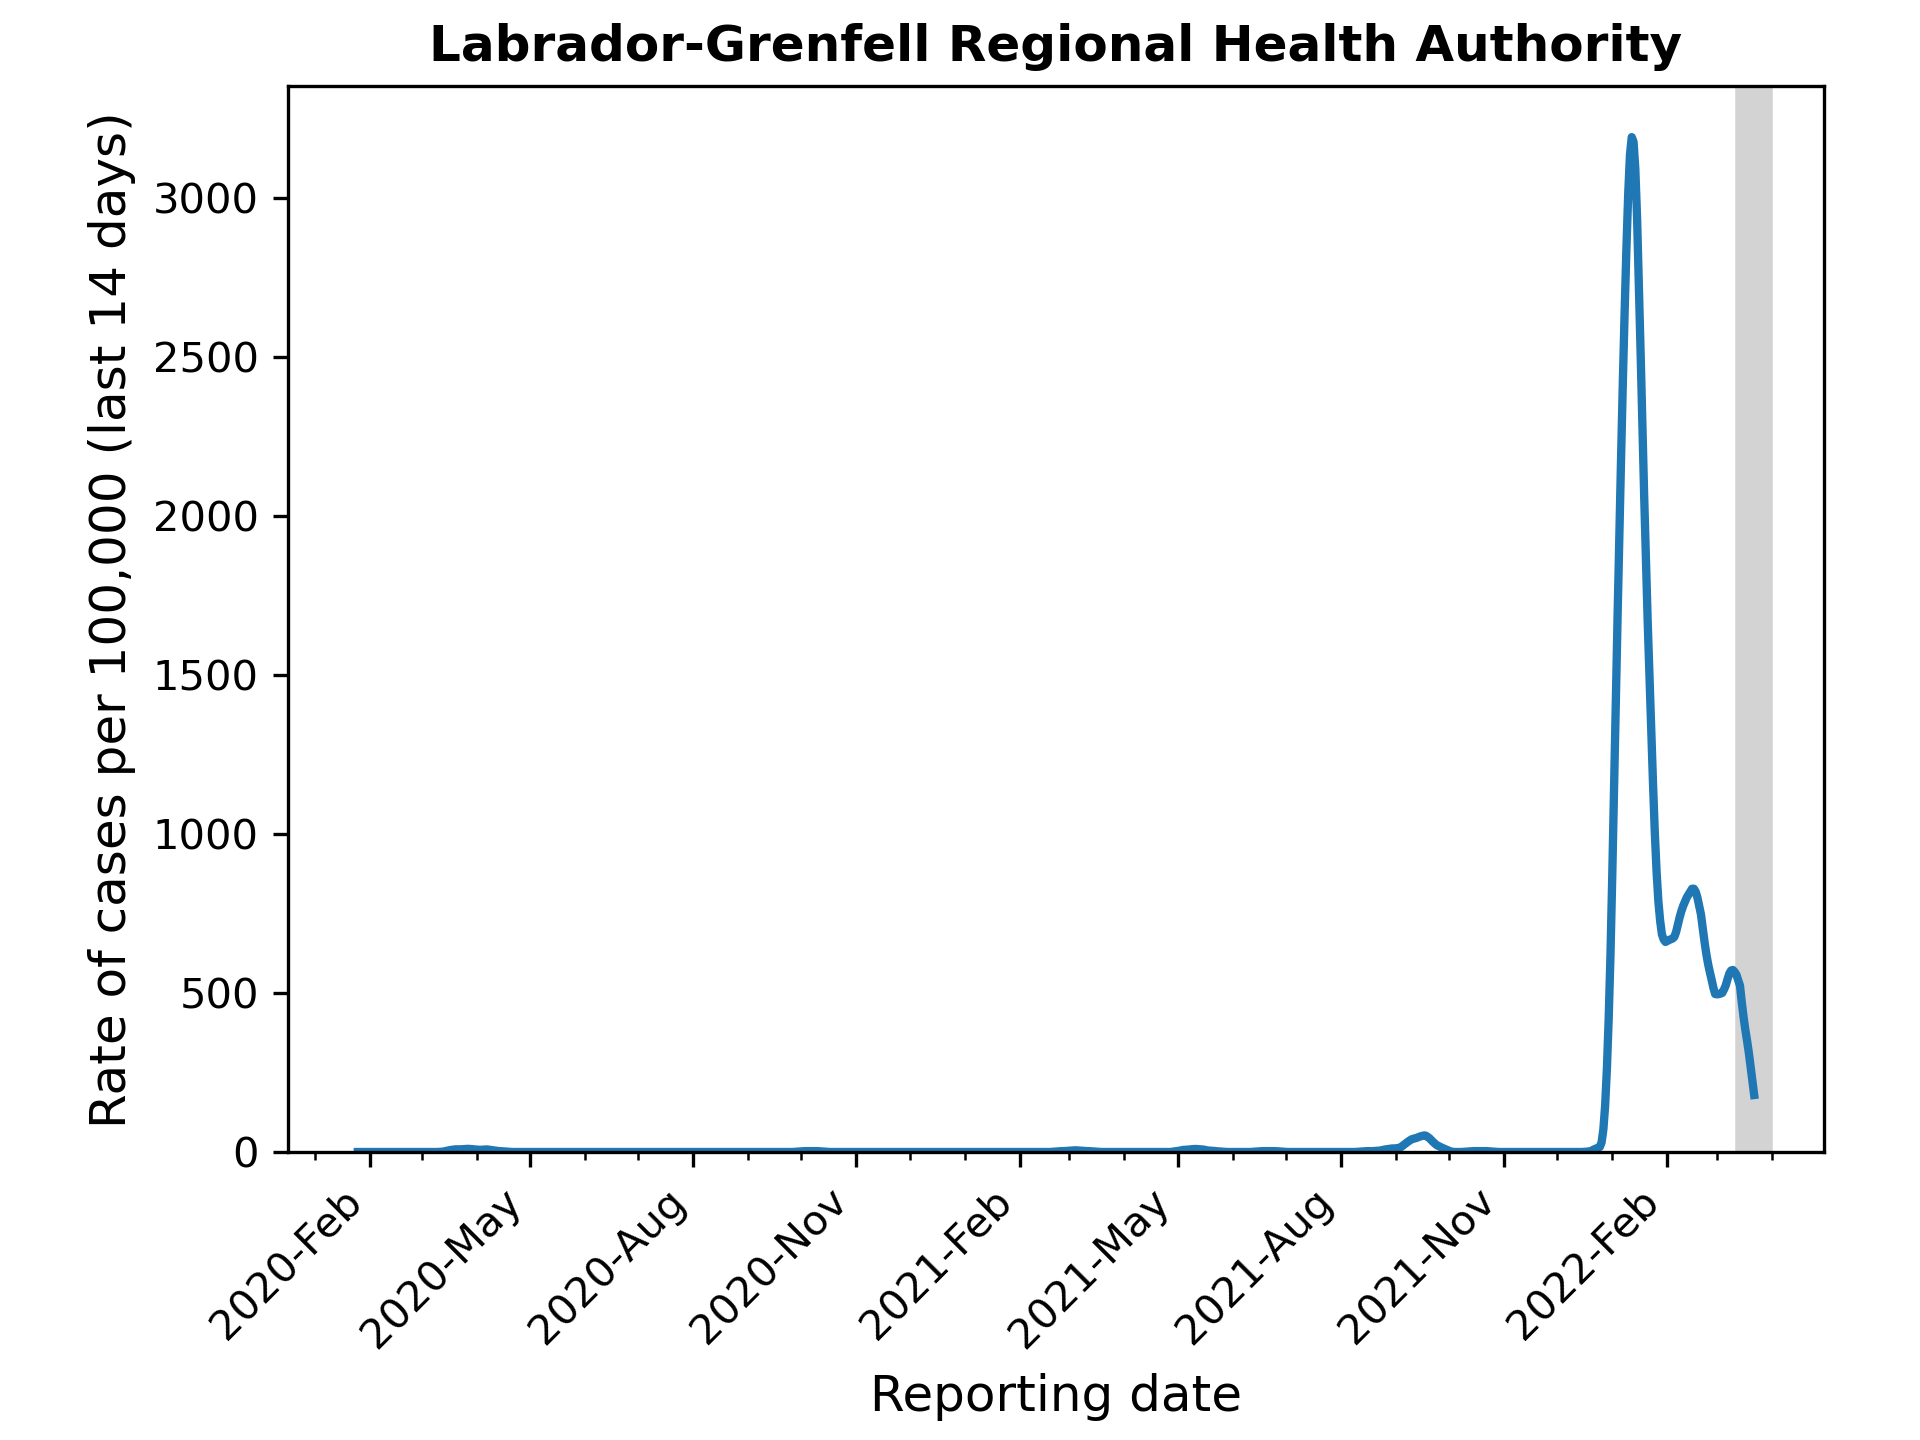 Labrador-Grenfell Regional Health Authority
Rate of cases per 100,000 (last 14 days)
3000
2500
2000
1500
1000
500
0
2020-Feb
2020-May
2020-Aug
2020-Nov
2021-Feb
2021-May
2021-Aug
2021-Nov
2022-Feb
Reporting date